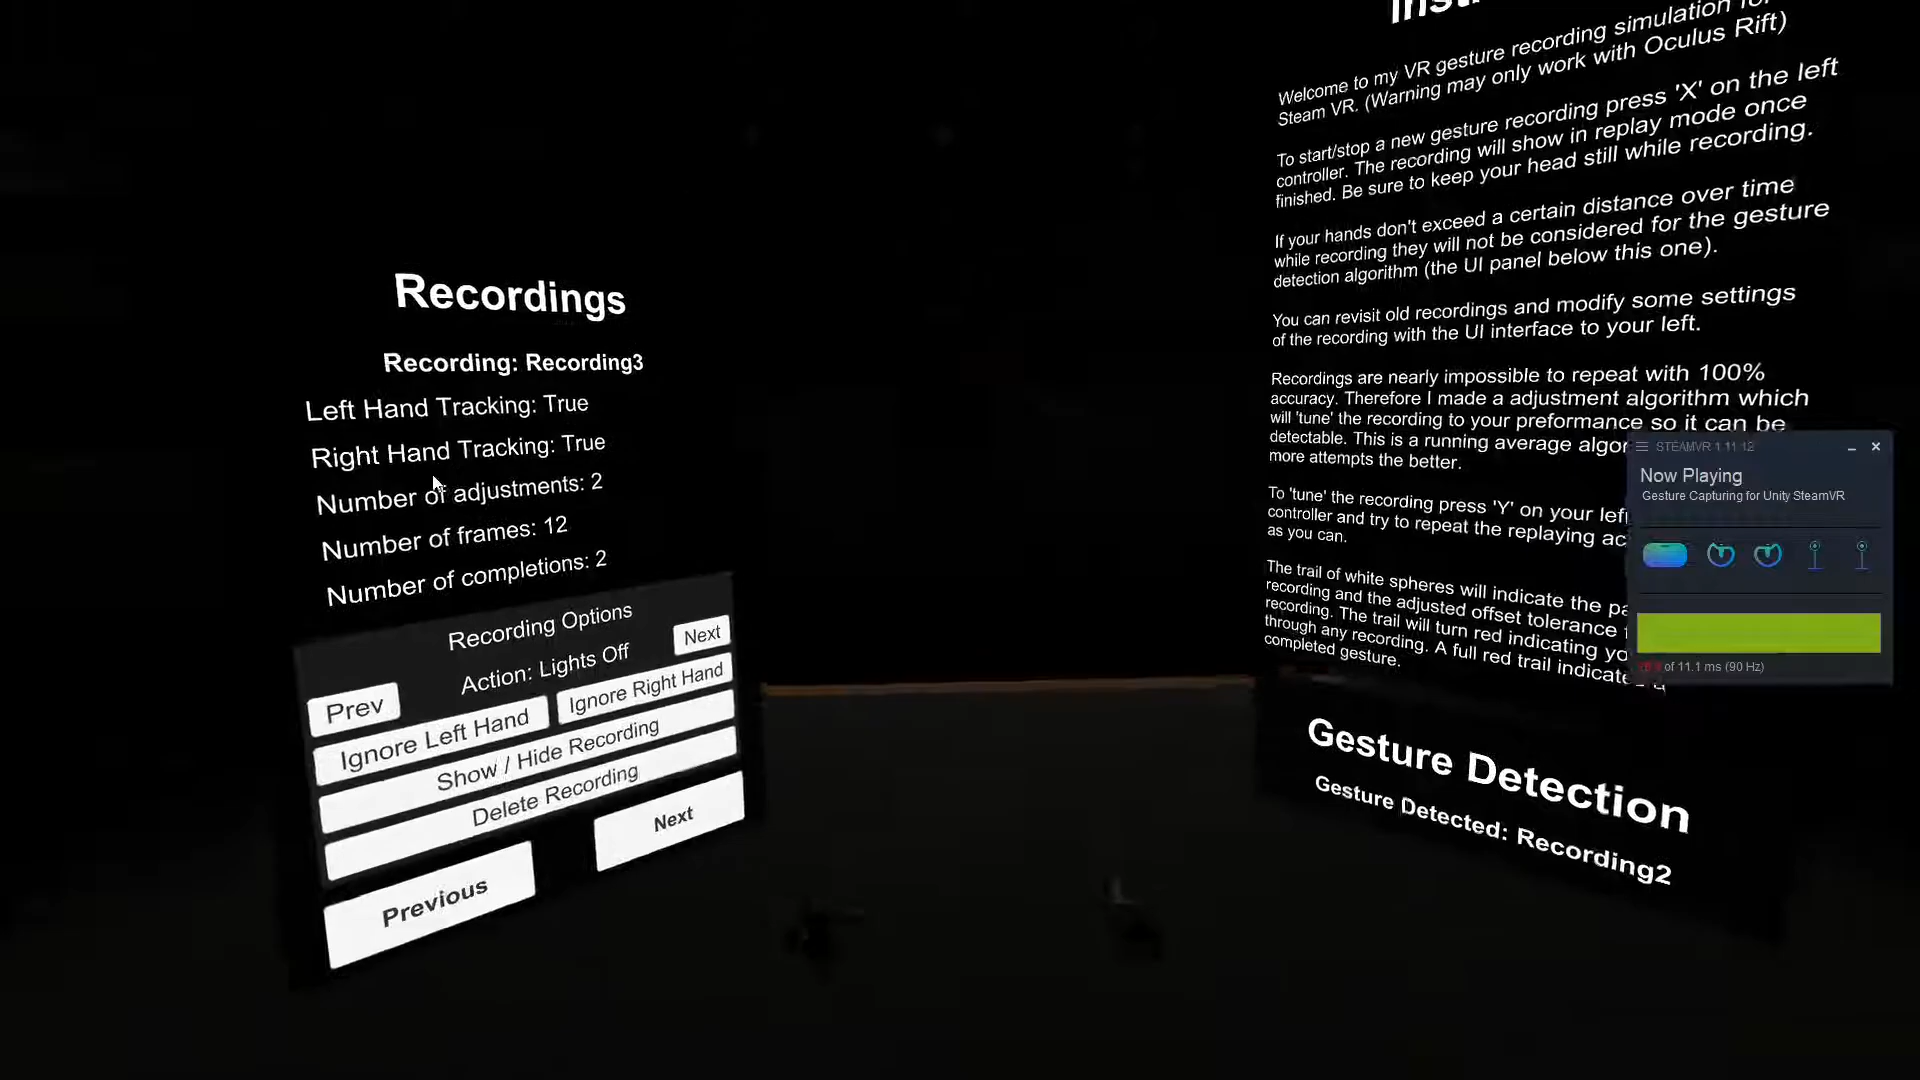 Recordings
Recording: Recording3
Left Hand Tracking: True
Right Hand Tracking: True
Number of adjustments: 2
Number of frames: 12
Number of completions: 2
Recording Options
Action: Lights Off
Next
Prev
Ignore Left Hand
Ignore Right Hand
Show / Hide Recording
Delete Recording
Previous
Next
Welcome to my VR gesture recording simulation for
Steam VR. (Warning may only work with Oculus Rift)
To start/stop a new gesture recording press 'X' on the left
controller. The recording will show in replay mode once
finished. Be sure to keep your head still while recording.
If your hands don't exceed a certain distance over time
while recording they will not be considered for the gesture
detection algorithm (the UI panel below this one).
You can revisit old recordings and modify some settings
of the recording with the UI interface to your left.
Recordings are nearly impossible to repeat with 100%
accuracy. Therefore I made a adjustment algorithm which
will 'tune' the recording to your preformance so it can be
detectable. This is a running average
more attempts the better.
To 'tune' the recording press 'Y' on your
controller and try to repeat the replaying
as you can.
The trail of white spheres will indicate the
recording and the adjusted offset tolerance
recording. The trail will turn red indicating
through any recording. A full red trail indicates
completed gesture.
Gesture Detection
Gesture Detected: Recording2
STEAMVR 1.11.12
Now Playing
Gesture Capturing for Unity SteamVR
of 11.1 ms (90 Hz)